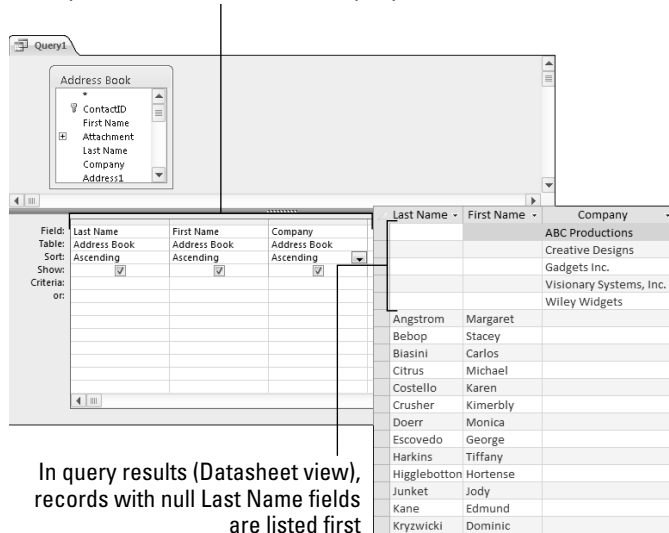 Query1
Address Book
*
ContactID
First Name
Attachment
Last Name
Company
Address1
Field: Last Name First Name Company
Table: Address Book Address Book Address Book
Sort: Ascending Ascending Ascending
Show:
Criteria:
or:
Last Name First Name Company
ABC Productions
Creative Designs
Gadgets Inc.
Visionary Systems, Inc.
Wiley Widgets
Angstrom Margaret
Bebop Stacey
Biasini Carlos
Citrus Michael
Costello Karen
Crusher Kimerbly
Doerr Monica
Escovedo George
Harkins Tiffany
Higglebotton Hortense
Junket Jody
Kane Edmund
Kryzwicki Dominic
In query results (Datasheet view),
records with null Last Name fields
are listed first